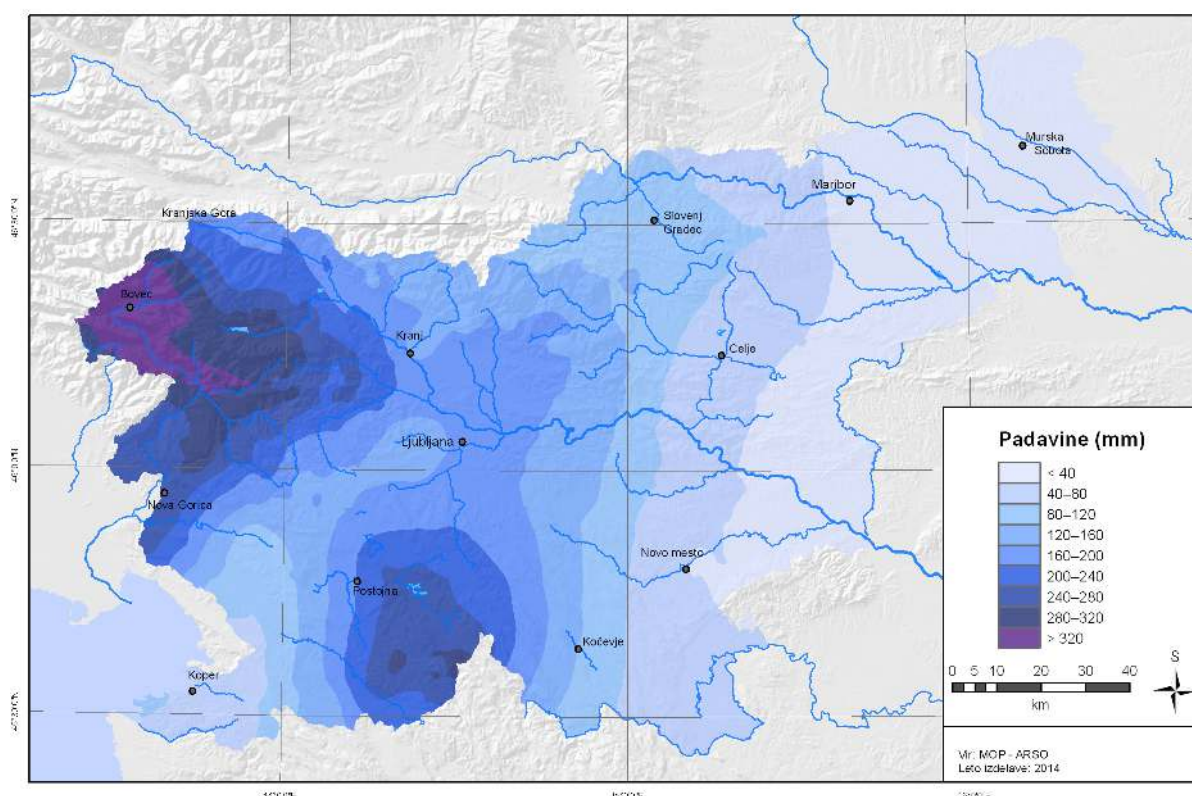 Murska
Sobota
Maribor
Slovenj
Gradec
Kranjska Gora
Bovec
Kranj
Celje
Ljubljana
Nova Gorica
Novo mesto
Postojna
Kočevje
Koper
Padavine (mm)
< 40
40–80
80–120
120–160
160–200
200–240
240–280
280–320
> 320
0 5 10 20 30 40
km
S
Vir: MOP - ARSO
Leto izdelave: 2014